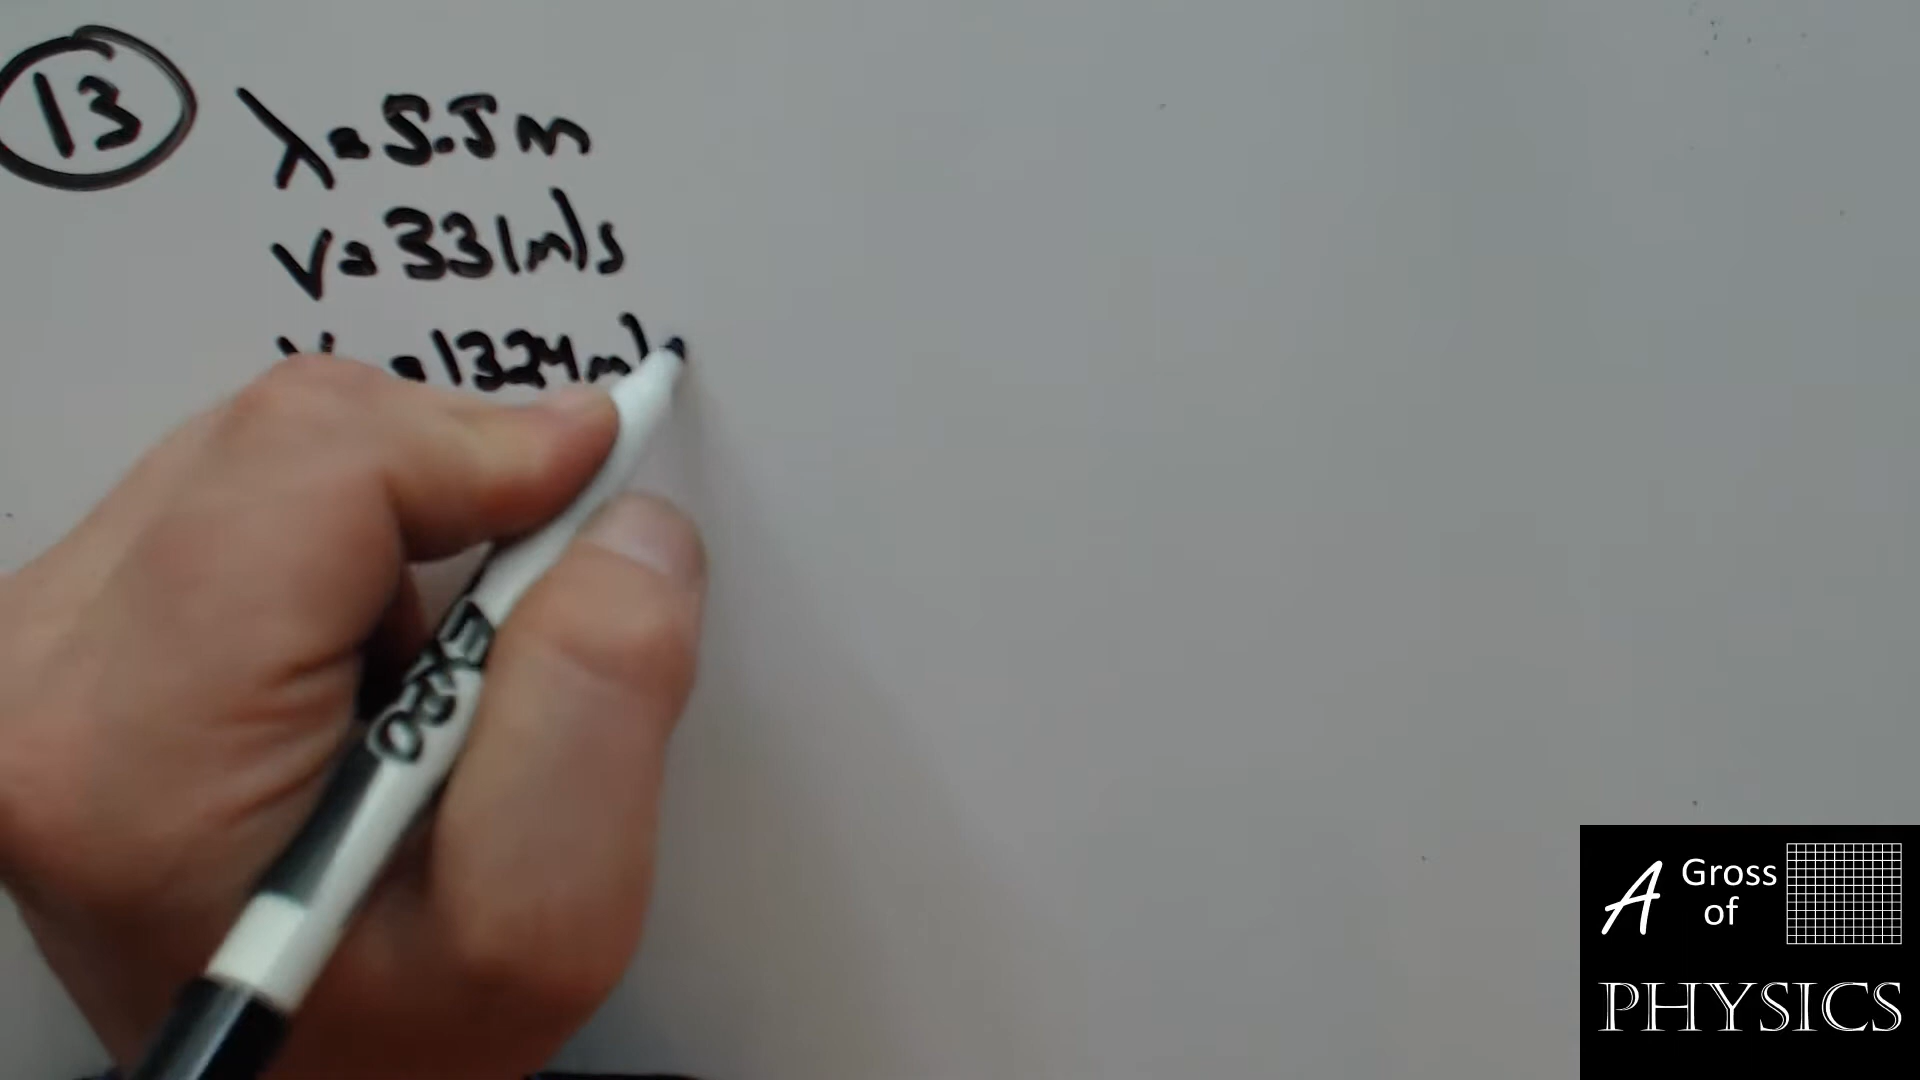 13
λ=5.5m
v=331m/s
=1324m/
EXPO
A Gross of
PHYSICS